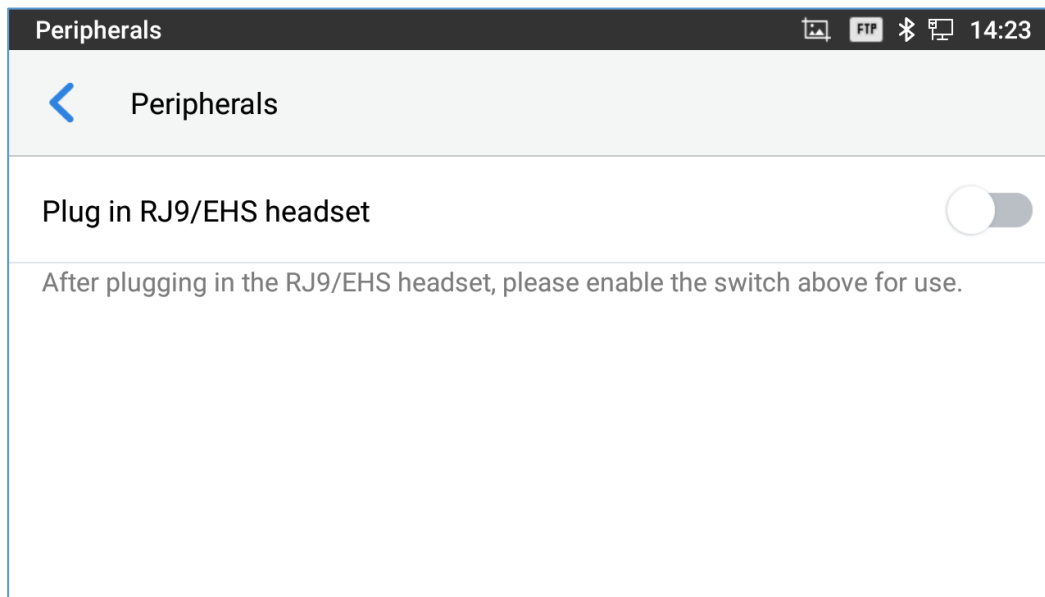 Peripherals FTP 14:23
Peripherals
Plug in RJ9/EHS headset
After plugging in the RJ9/EHS headset, please enable the switch above for use.